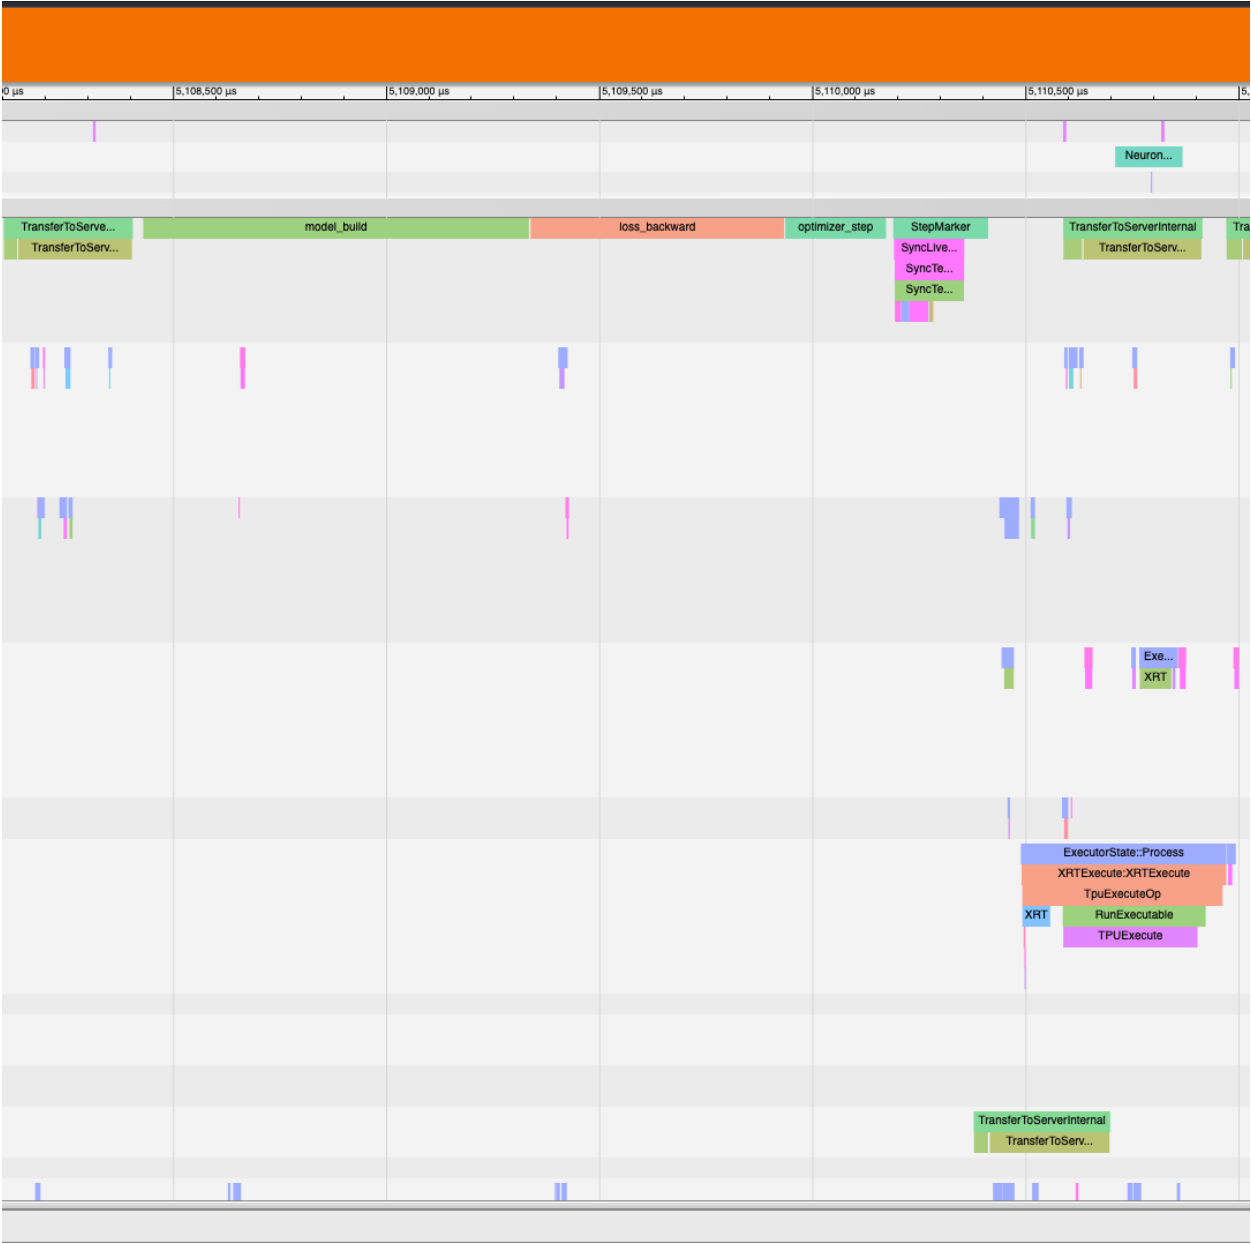 0 µs 5,108,500 µs 5,109,000 µs 5,109,500 µs 5,110,000 µs 5,110,500 µs 5,
Neuron...
TransferToServe... model_build loss_backward optimizer_step StepMarker TransferToServerInternal Tra
TransferToServ... SyncLive... TransferToServ...
SyncTe...
SyncTe...
Exe...
XRT
ExecutorState::Process
XRTExecute:XRTExecute
TpuExecuteOp
XRT RunExecutable
TPUExecute
TransferToServerInternal
TransferToServ...